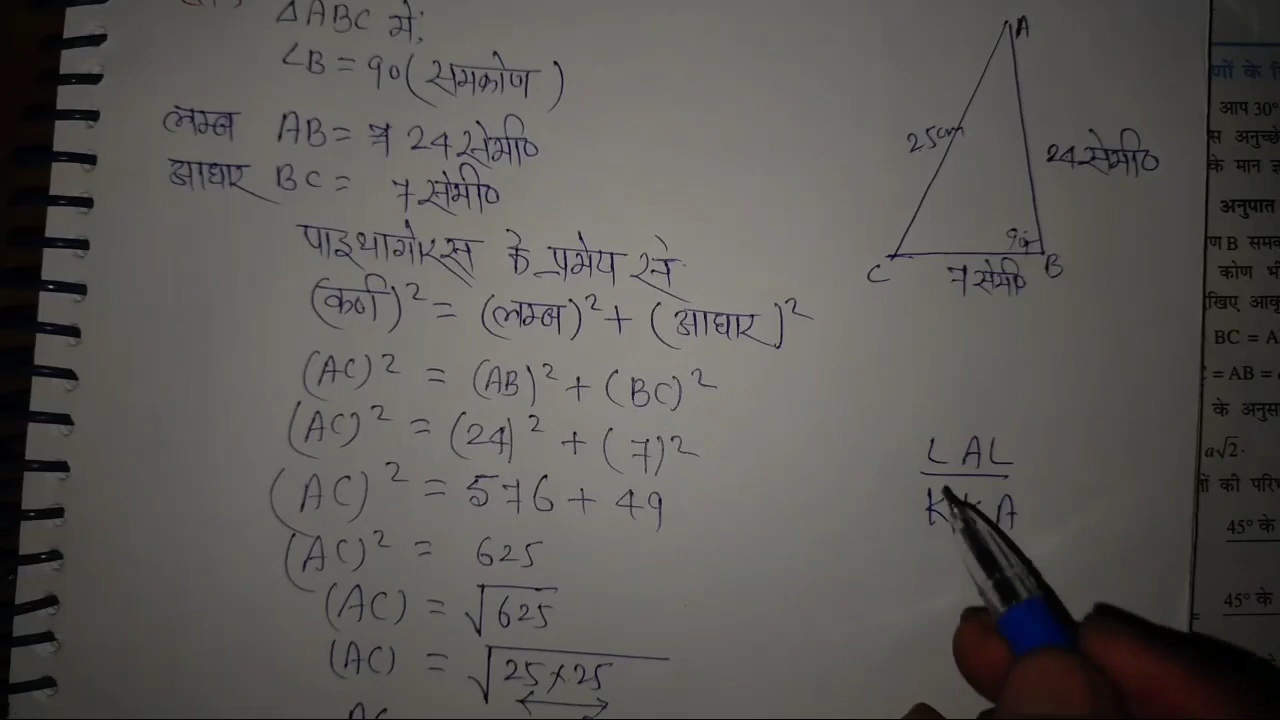 △ABC में;
∠B = 90 (समकोण)
लम्ब AB = 24 सेमी०
आधार BC = 7 सेमी०
पाइथागोरस के प्रमेय से
(कर्ण)² = (लम्ब)² + (आधार)²
(AC)² = (AB)² + (BC)²
(AC)² = (24)² + (7)²
(AC)² = 576 + 49
(AC)² = 625
(AC) = √625
(AC) = √25×25
A
25cm
24 सेमी०
90
C
7 सेमी०
B
LAL
KKA
णों के
आप 30°
के मान
अनुपात
ण B सम
कोण भी
BC = A
= AB =
के अनुसा
a√2.
की परि
45° के
45° के